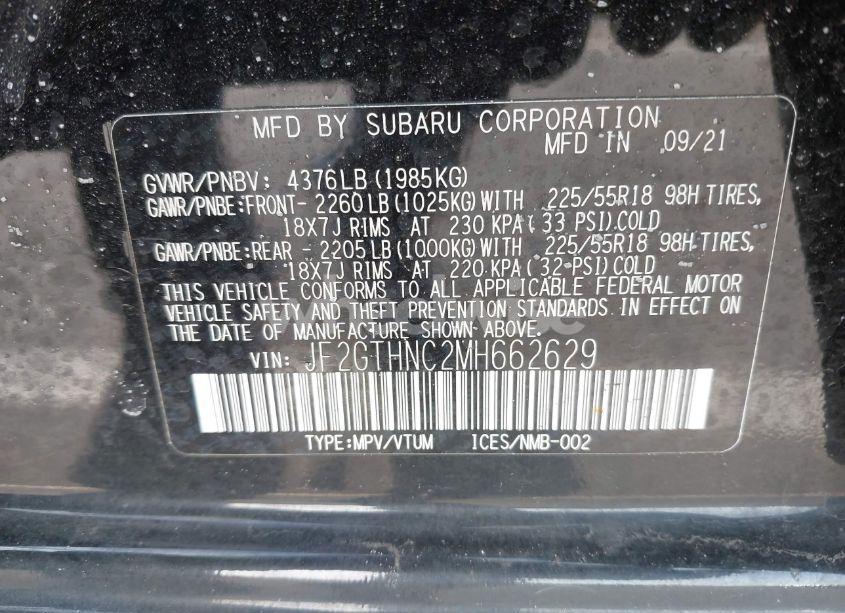 MFD BY SUBARU CORPORATION
MFD IN 09/21
GVWR/PNBV: 4376LB (1985KG)
GAWR/PNBE:FRONT- 2260 LB (1025KG) WITH 225/55R18 98H TIRES,
18X7J RIMS AT 230 KPA (33 PSI) COLD
GAWR/PNBE:REAR - 2205 LB (1000KG) WITH 225/55R18 98H TIRES,
18X7J RIMS AT 220 KPA (32 PSI) COLD
THIS VEHICLE CONFORMS TO ALL APPLICABLE FEDERAL MOTOR
VEHICLE SAFETY AND THEFT PREVENTION STANDARDS IN EFFECT ON
THE DATE OF MANUFACTURE SHOWN ABOVE.
VIN: JF2GTHNC2MH662629
TYPE:MPV/VTUM ICES/NMB-002